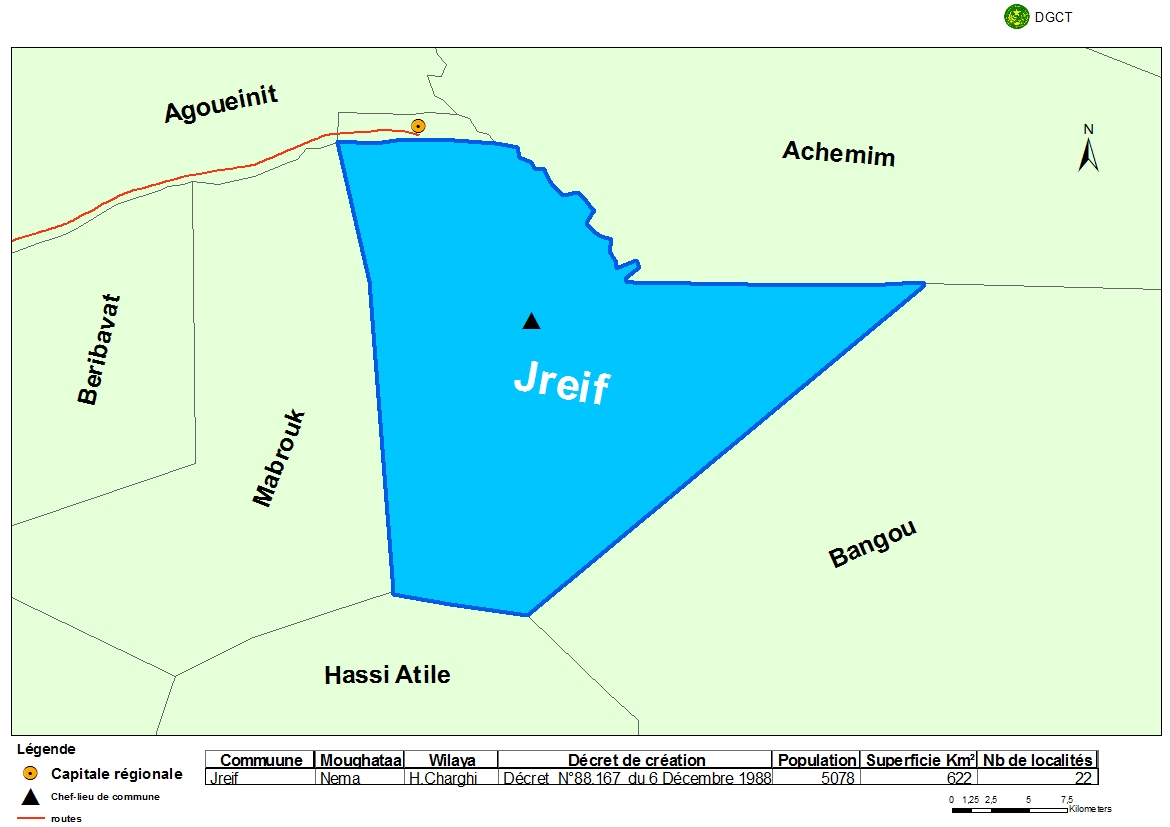 DGCT
Agoueinit
Achemim
N
Beribavat
Jreif
Mabrouk
Bangou
Hassi Atile
Légende
Capitale régionale
Chef-lieu de commune
routes
Commuune Moughataa Wilaya Décret de création Population Superficie Km² Nb de localités
Jreif Nema H.Charghi Décret N°88.167 du 6 Décembre 1988 5078 622 22
0 1,25 2,5 5 7,5
Kilometers